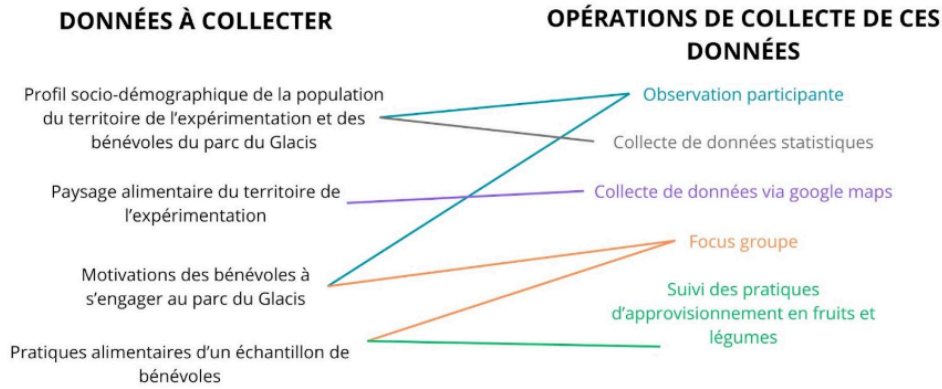 DONNÉES À COLLECTER
OPÉRATIONS DE COLLECTE DE CES
DONNÉES
Profil socio-démographique de la population
du territoire de l'expérimentation et des
bénévoles du parc du Glacis
Paysage alimentaire du territoire de
l'expérimentation
Motivations des bénévoles à
s'engager au parc du Glacis
Pratiques alimentaires d'un échantillon de
bénévoles
Observation participante
Collecte de données statistiques
Collecte de données via google maps
Focus groupe
Suivi des pratiques
d'approvisionnement en fruits et
légumes